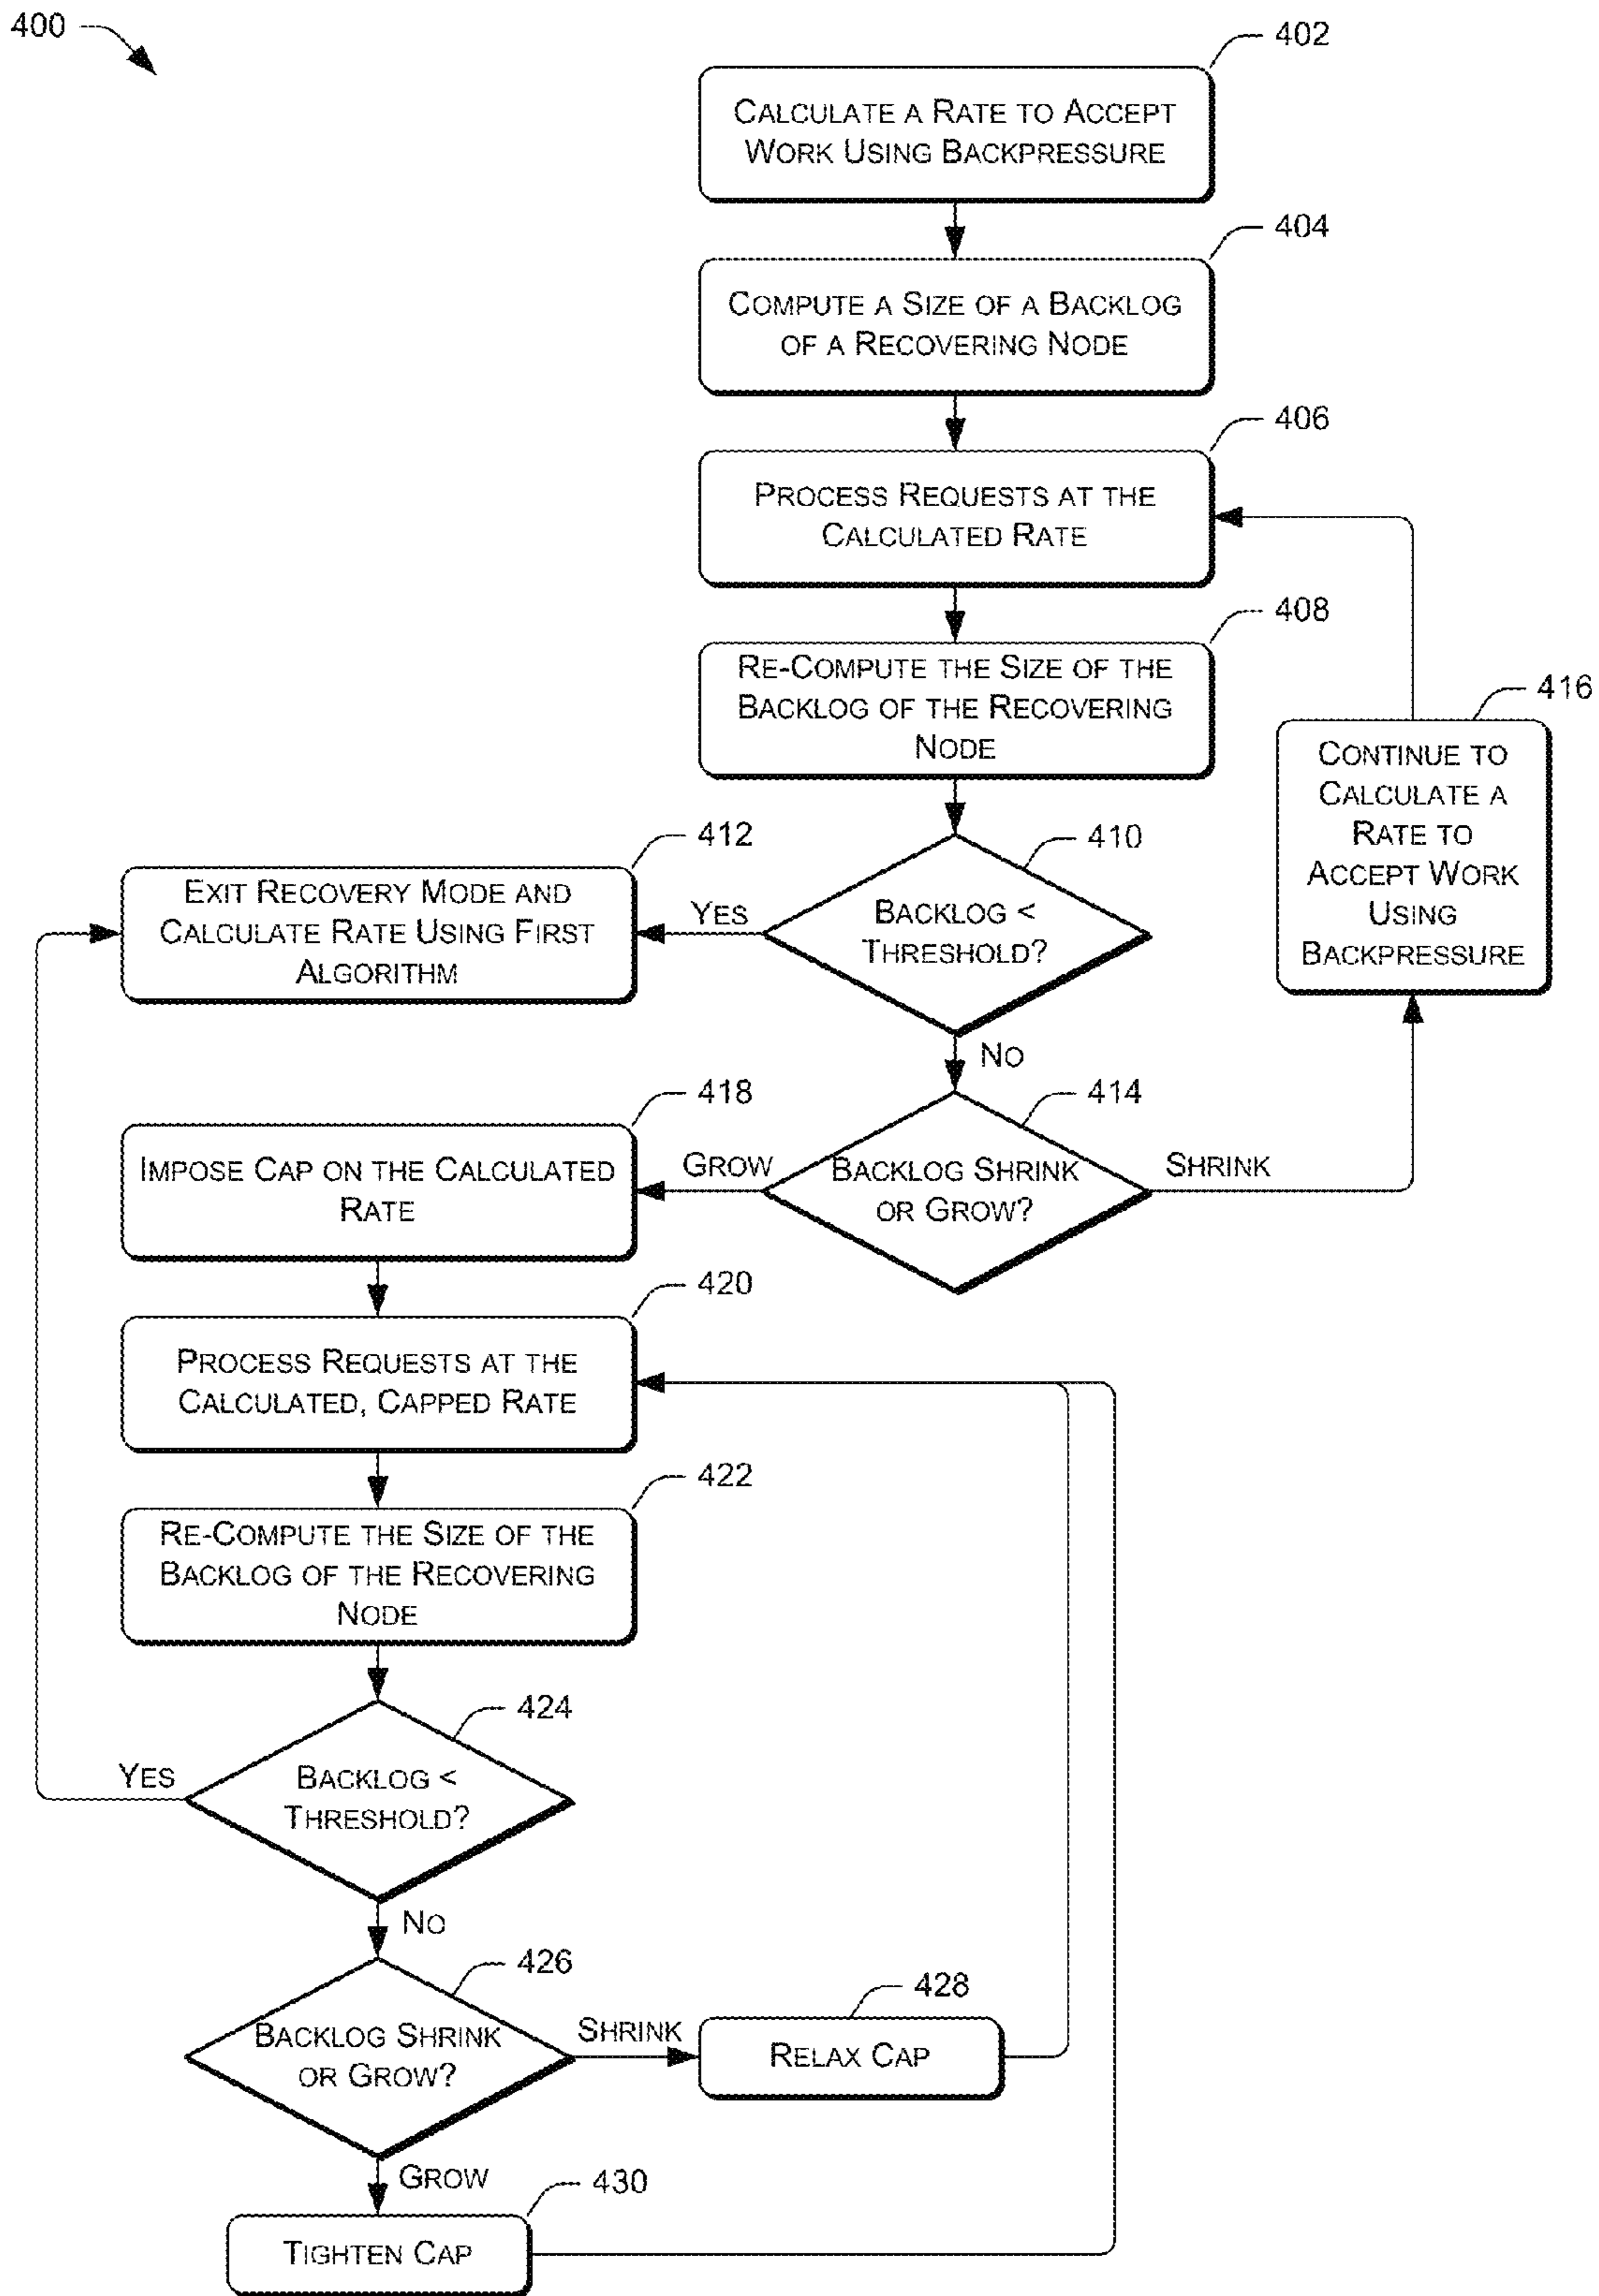 400
402
CALCULATE A RATE TO ACCEPT
WORK USING BACKPRESSURE
404
COMPUTE A SIZE OF A BACKLOG
OF A RECOVERING NODE
406
PROCESS REQUESTS AT THE
CALCULATED RATE
408
RE-COMPUTE THE SIZE OF THE
BACKLOG OF THE RECOVERING
NODE
416
CONTINUE TO
CALCULATE A
RATE TO
ACCEPT WORK
USING
BACKPRESSURE
410
BACKLOG <
THRESHOLD?
YES
412
EXIT RECOVERY MODE AND
CALCULATE RATE USING FIRST
ALGORITHM
NO
414
BACKLOG SHRINK
OR GROW?
SHRINK
GROW
418
IMPOSE CAP ON THE CALCULATED
RATE
420
PROCESS REQUESTS AT THE
CALCULATED, CAPPED RATE
422
RE-COMPUTE THE SIZE OF THE
BACKLOG OF THE RECOVERING
NODE
424
BACKLOG <
THRESHOLD?
YES
NO
426
BACKLOG SHRINK
OR GROW?
SHRINK
428
RELAX CAP
GROW
430
TIGHTEN CAP